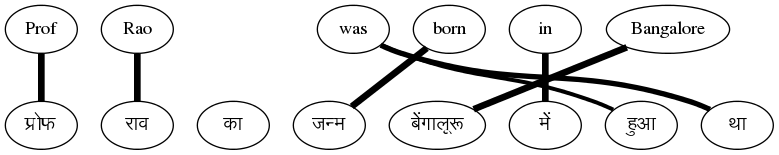 Prof Rao was born in Bangalore
प्रोफ राव का जन्म बेंगालूरू में हुआ था